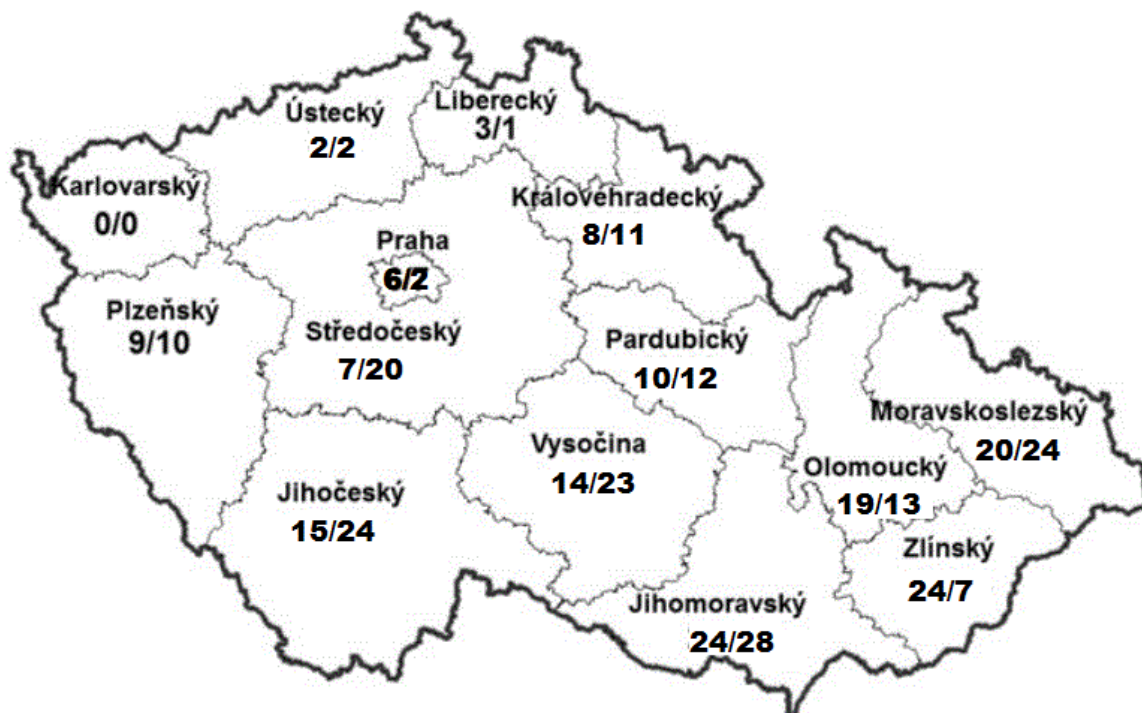 Liberecký
3/1
Ústecký
2/2
Karlovarský
0/0
Královehradecký
8/11
Praha
6/2
Plzeňský
9/10
Středočeský
7/20
Pardubický
10/12
Moravskoslezský
20/24
Vysočina
14/23
Olomoucký
19/13
Jihočeský
15/24
Zlínský
24/7
Jihomoravský
24/28